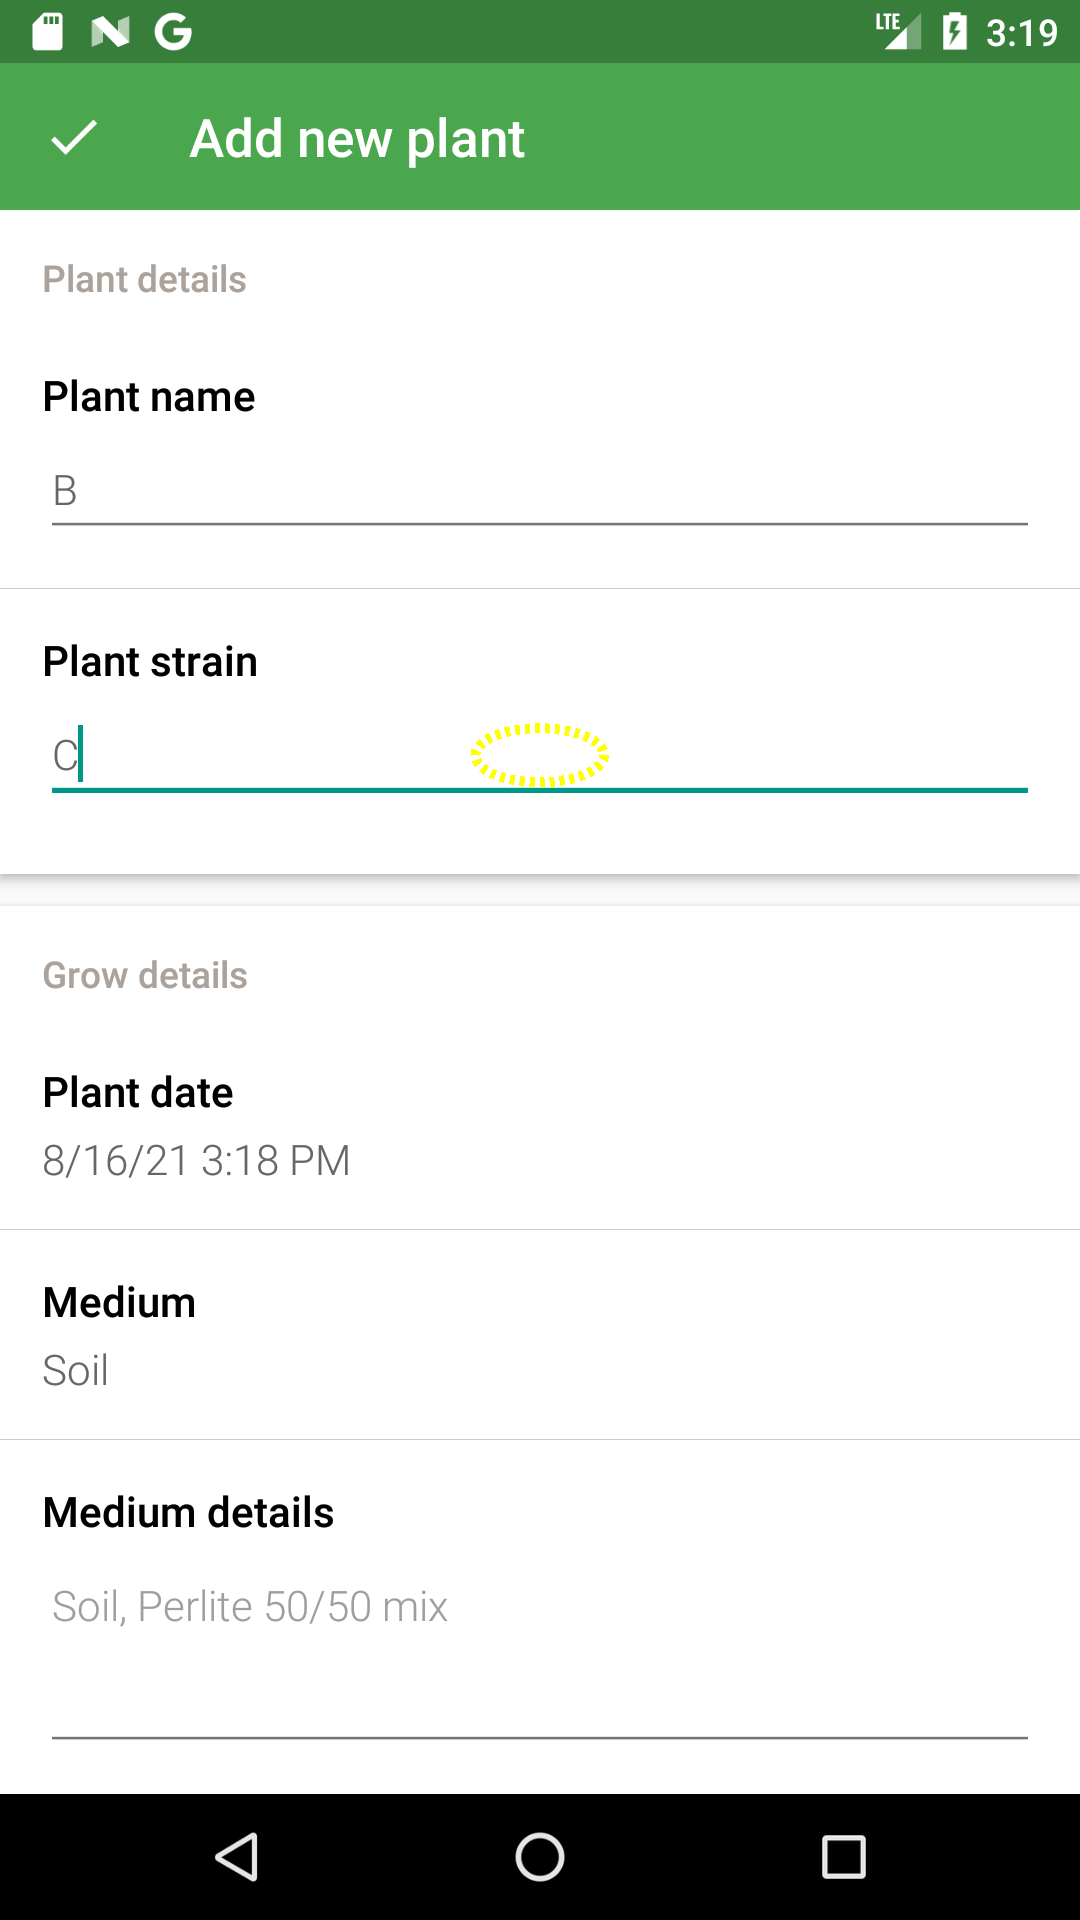 LTE 3:19
Add new plant
Plant details
Plant name
B
Plant strain
C
Grow details
Plant date
8/16/21 3:18 PM
Medium
Soil
Medium details
Soil, Perlite 50/50 mix